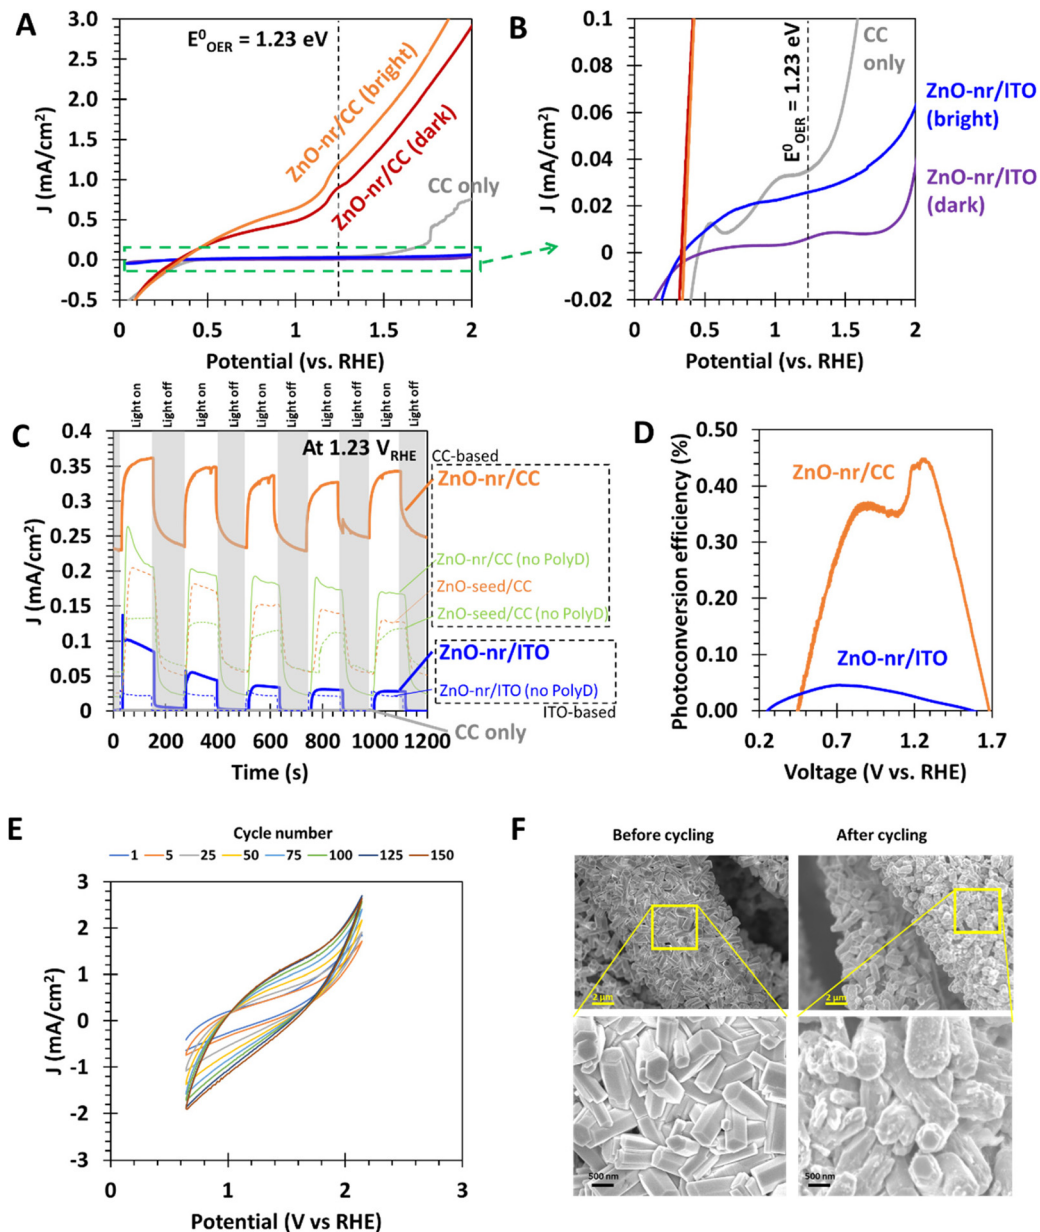 A
E⁰OER = 1.23 eV
ZnO-nr/CC (bright)
ZnO-nr/CC (dark)
CC only
J (mA/cm²)
3.0
2.5
2.0
1.5
1.0
0.5
0.0
-0.5
0
0.5
1
1.5
2
Potential (vs. RHE)
B
E⁰OER = 1.23 eV
CC
only
ZnO-nr/ITO
(bright)
ZnO-nr/ITO
(dark)
J (mA/cm²)
0.1
0.08
0.06
0.04
0.02
0
-0.02
0
0.5
1
1.5
2
Potential (vs. RHE)
C
Light on
Light off
Light on
Light off
Light on
Light off
Light on
Light off
Light on
Light off
At 1.23 VRHE
CC-based
ZnO-nr/CC
ZnO-nr/CC (no PolyD)
ZnO-seed/CC
ZnO-seed/CC (no PolyD)
ZnO-nr/ITO
ZnO-nr/ITO (no PolyD)
ITO-based
CC only
J (mA/cm²)
0.4
0.35
0.3
0.25
0.2
0.15
0.1
0.05
0
0 200 400 600 800 1000 1200
Time (s)
D
Photoconversion efficiency (%)
0.50
0.40
0.30
0.20
0.10
0.00
ZnO-nr/CC
ZnO-nr/ITO
0.2 0.7 1.2 1.7
Voltage (V vs. RHE)
E
Cycle number
1 5 25 50 75 100 125 150
J (mA/cm²)
3
2
1
0
-1
-2
-3
0 1 2 3
Potential (V vs RHE)
F
Before cycling
After cycling
2 µm
2 µm
500 nm
500 nm